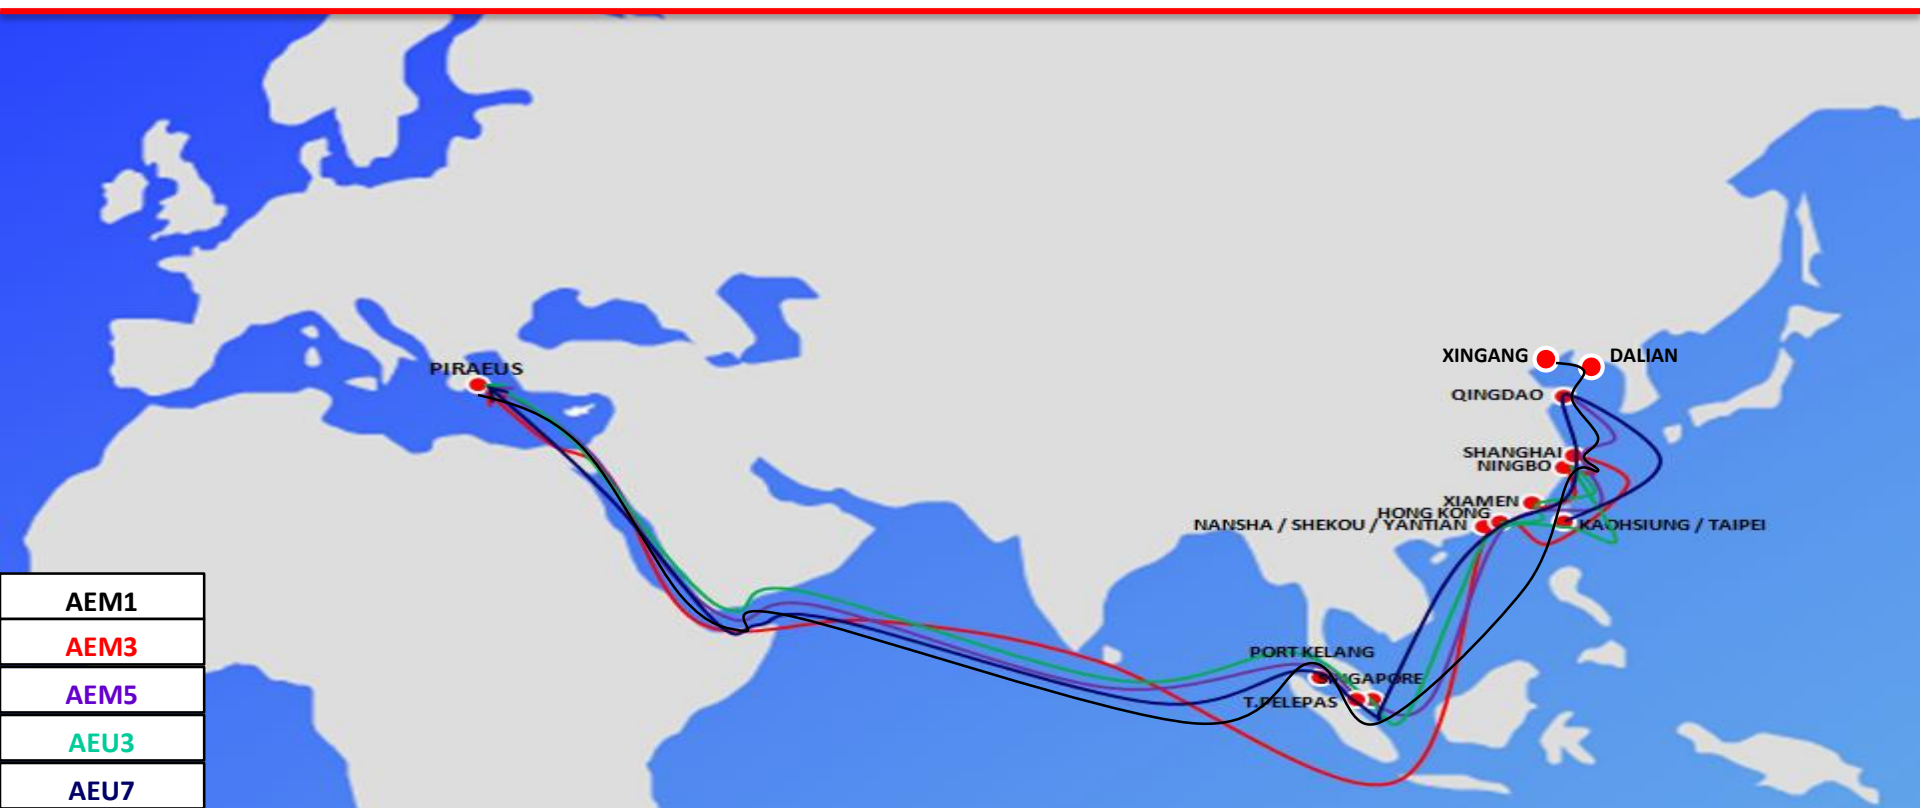 PIRAEUS
XINGANG
DALIAN
QINGDAO
SHANGHAI
NINGBO
XIAMEN
HONG KONG
NANSHA / SHEKOU / YANTIAN
KAOHSIUNG / TAIPEI
PORT KELANG
SINGAPORE
T.PELEPAS
AEM1
AEM3
AEM5
AEU3
AEU7